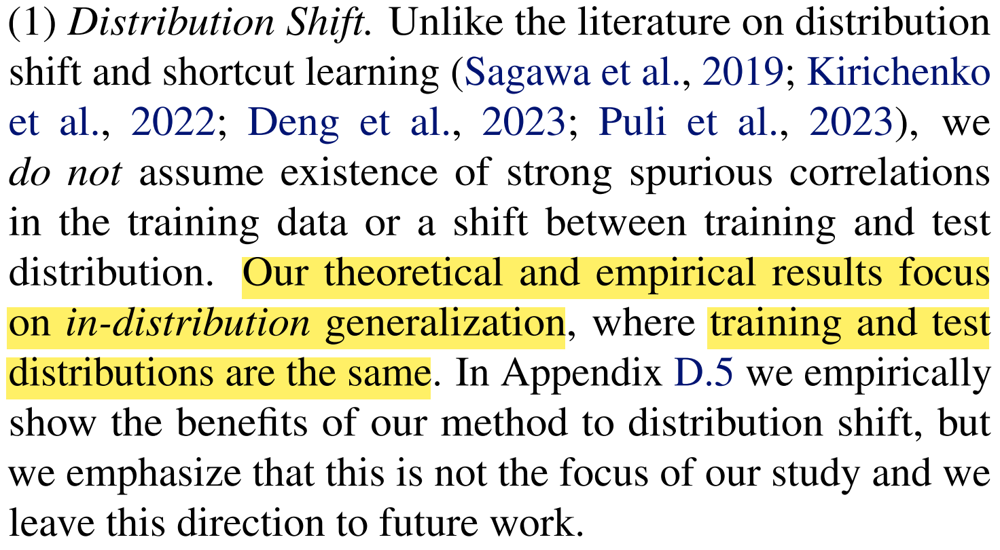 (1) Distribution Shift. Unlike the literature on distribution
shift and shortcut learning (Sagawa et al., 2019; Kirichenko
et al., 2022; Deng et al., 2023; Puli et al., 2023), we
do not assume existence of strong spurious correlations
in the training data or a shift between training and test
distribution. Our theoretical and empirical results focus
on in-distribution generalization, where training and test
distributions are the same. In Appendix D.5 we empirically
show the benefits of our method to distribution shift, but
we emphasize that this is not the focus of our study and we
leave this direction to future work.